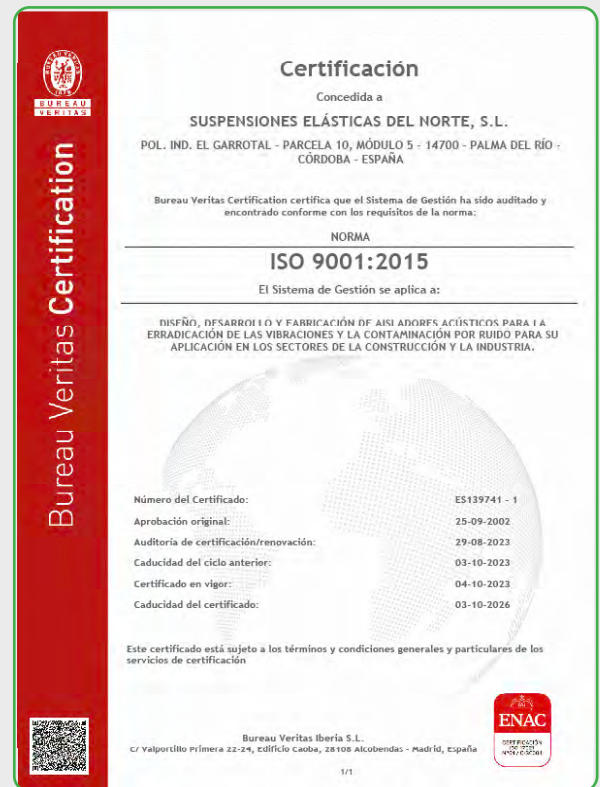 BUREAU
VERITAS
Bureau Veritas Certification
Certificación
Concedida a
SUSPENSIONES ELÁSTICAS DEL NORTE, S.L.
POL. IND. EL GARROTAL - PARCELA 10, MÓDULO 5 - 14700 - PALMA DEL RÍO -
CÓRDOBA - ESPAÑA
Bureau Veritas Certification certifica que el Sistema de Gestión ha sido auditado y
encontrado conforme con los requisitos de la norma:
NORMA
ISO 9001:2015
El Sistema de Gestión se aplica a:
DISEÑO, DESARROLLO Y FABRICACIÓN DE AISLADORES ACÚSTICOS PARA LA
ERRADICACIÓN DE LAS VIBRACIONES Y LA CONTAMINACIÓN POR RUIDO PARA SU
APLICACIÓN EN LOS SECTORES DE LA CONSTRUCCIÓN Y LA INDUSTRIA.
Número del Certificado: ES139741 - 1
Aprobación original: 25-09-2002
Auditoría de certificación/renovación: 29-08-2023
Caducidad del ciclo anterior: 03-10-2023
Certificado en vigor: 04-10-2023
Caducidad del certificado: 03-10-2026
Este certificado está sujeto a los términos y condiciones generales y particulares de los
servicios de certificación
Bureau Veritas Iberia S.L.
C/ Valportillo Primera 22-24, Edificio Caoba, 28108 Alcobendas - Madrid, España
1/1
ENAC
CERTIFICACIÓN